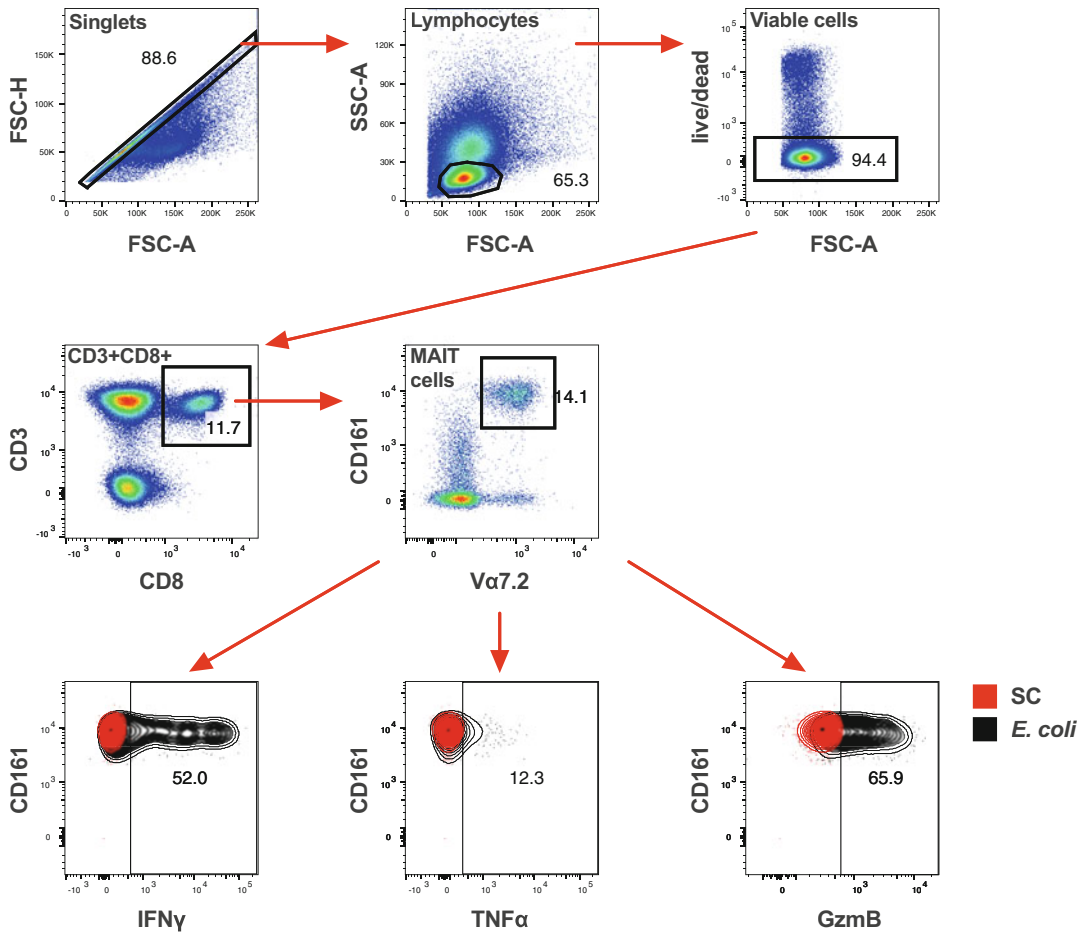 Singlets
88.6
FSC-H
150K
100K
50K
0
0 50K 100K 150K 200K 250K
FSC-A
Lymphocytes
65.3
SSC-A
120K
90K
60K
30K
0
0 50K 100K 150K 200K 250K
FSC-A
Viable cells
94.4
live/dead
10 5
10 4
10 3
0
-10 3
0 50K 100K 150K 200K 250K
FSC-A
CD3+CD8+
11.7
CD3
10 4
10 3
0
-10 3
-10 3 0 10 3 10 4
CD8
MAIT
cells
14.1
CD161
10 4
10 3
0
0 10 3 10 4
Vα7.2
52.0
CD161
10 4
10 3
0
-10 3 0 10 3 10 4 10 5
IFNγ
12.3
CD161
10 4
10 3
0
-10 3 0 10 3 10 4 10 5
TNFα
65.9
CD161
10 4
10 3
0
0 10 3 10 4
GzmB
SC
E. coli